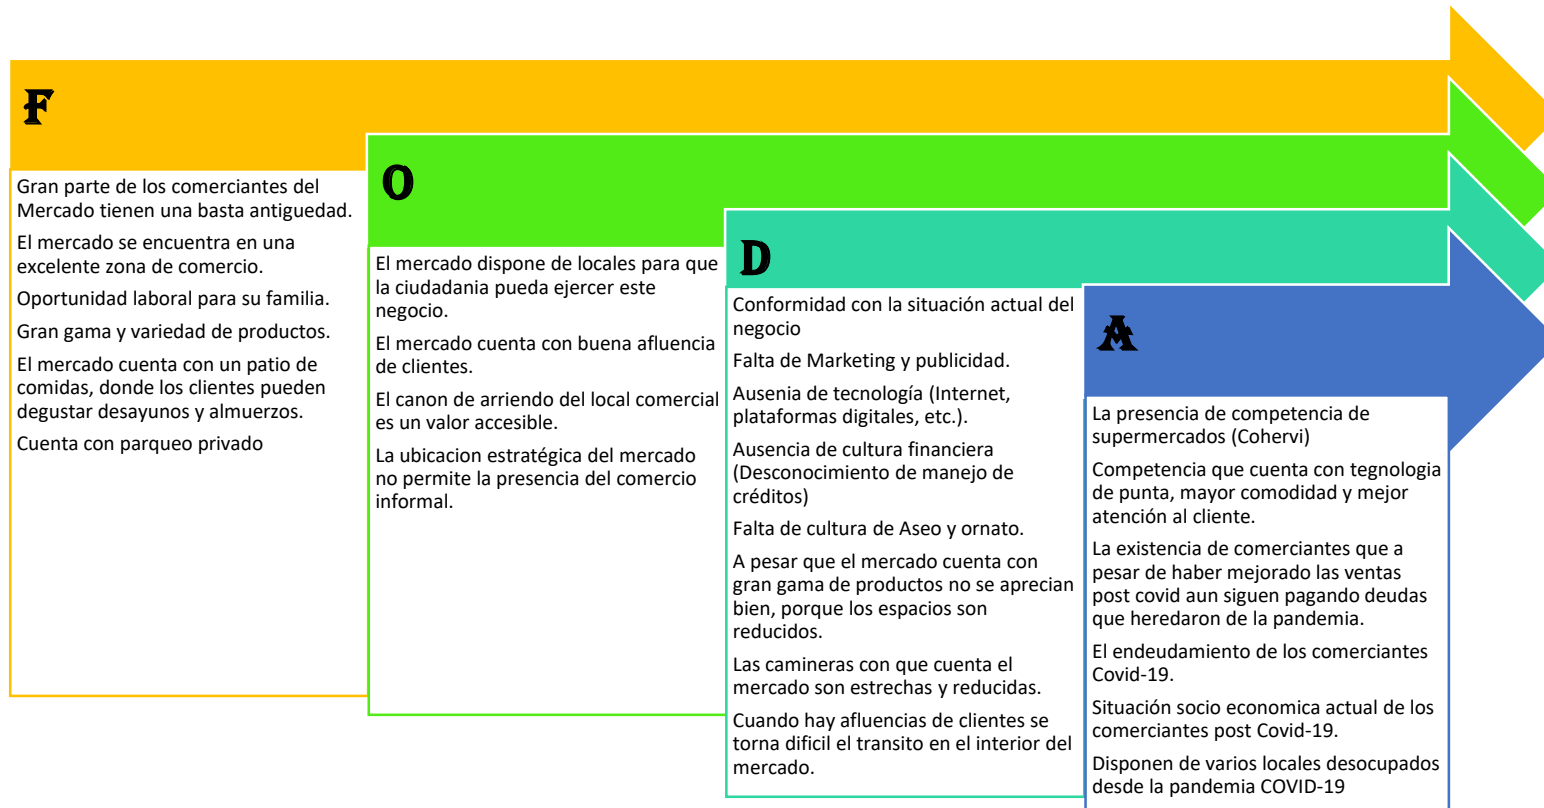 F
Gran parte de los comerciantes del
Mercado tienen una basta antiguedad.
El mercado se encuentra en una
excelente zona de comercio.
Oportunidad laboral para su familia.
Gran gama y variedad de productos.
El mercado cuenta con un patio de
comidas, donde los clientes pueden
degustar desayunos y almuerzos.
Cuenta con parqueo privado
O
El mercado dispone de locales para que
la ciudadania pueda ejercer este
negocio.
El mercado cuenta con buena afluencia
de clientes.
El canon de arriendo del local comercial
es un valor accesible.
La ubicacion estratégica del mercado
no permite la presencia del comercio
informal.
D
Conformidad con la situación actual del
negocio
Falta de Marketing y publicidad.
Ausenia de tecnología (Internet,
plataformas digitales, etc.).
Ausencia de cultura financiera
(Desconocimiento de manejo de
créditos)
Falta de cultura de Aseo y ornato.
A pesar que el mercado cuenta con
gran gama de productos no se aprecian
bien, porque los espacios son
reducidos.
Las camineras con que cuenta el
mercado son estrechas y reducidas.
Cuando hay afluencias de clientes se
torna dificil el transito en el interior del
mercado.
A
La presencia de competencia de
supermercados (Cohervi)
Competencia que cuenta con tegnologia
de punta, mayor comodidad y mejor
atención al cliente.
La existencia de comerciantes que a
pesar de haber mejorado las ventas
post covid aun siguen pagando deudas
que heredaron de la pandemia.
El endeudamiento de los comerciantes
Covid-19.
Situación socio economica actual de los
comerciantes post Covid-19.
Disponen de varios locales desocupados
desde la pandemia COVID-19